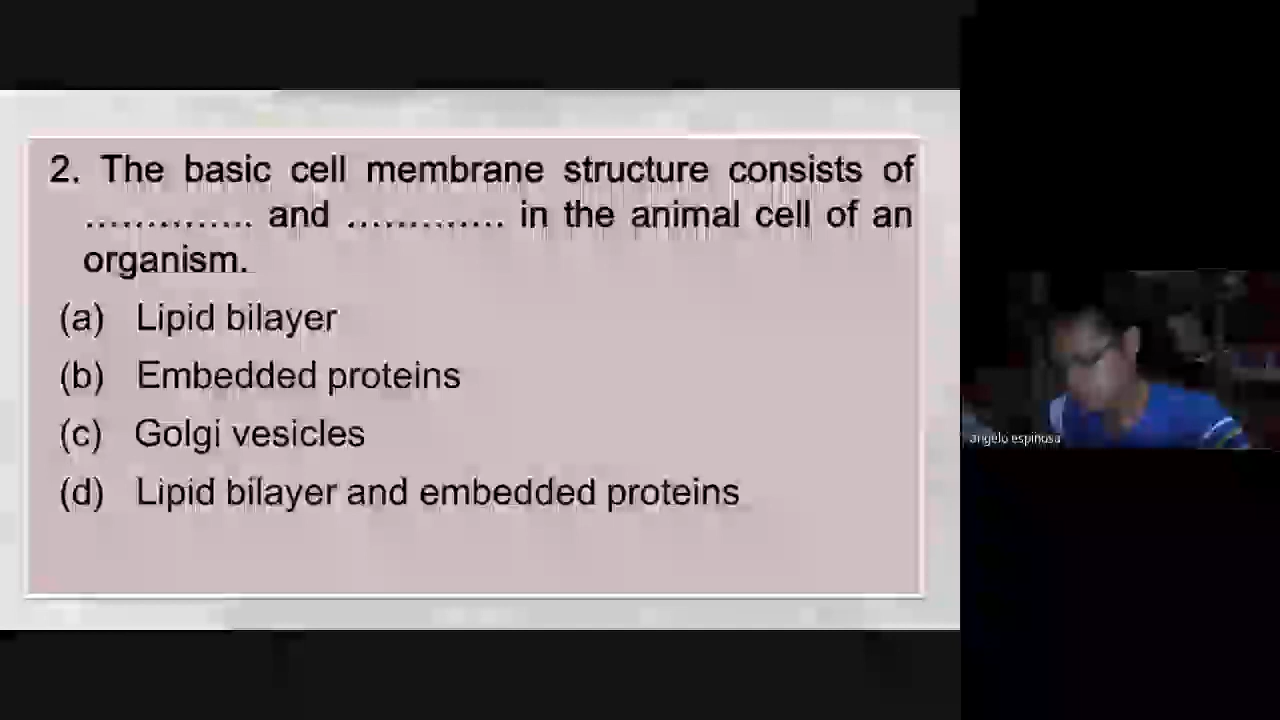 2. The basic cell membrane structure consists of
.............. and ............. in the animal cell of an
organism.
(a) Lipid bilayer
(b) Embedded proteins
(c) Golgi vesicles
(d) Lipid bilayer and embedded proteins
angelo espinosa